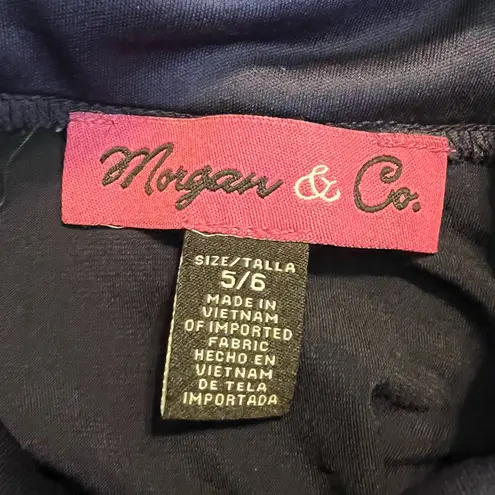 Morgan & Co.
SIZE/TALLA
5/6
MADE IN
VIETNAM
OF IMPORTED
FABRIC
HECHO EN
VIETNAM
DE TELA
IMPORTADA